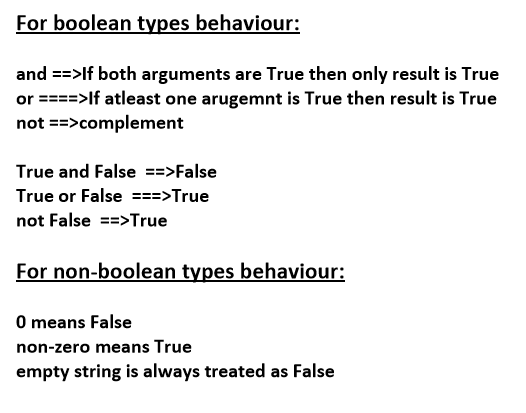 For boolean types behaviour:
and ==>If both arguments are True then only result is True
or ====>If atleast one arugemnt is True then result is True
not ==>complement
True and False ==>False
True or False ===>True
not False ==>True
For non-boolean types behaviour:
0 means False
non-zero means True
empty string is always treated as False